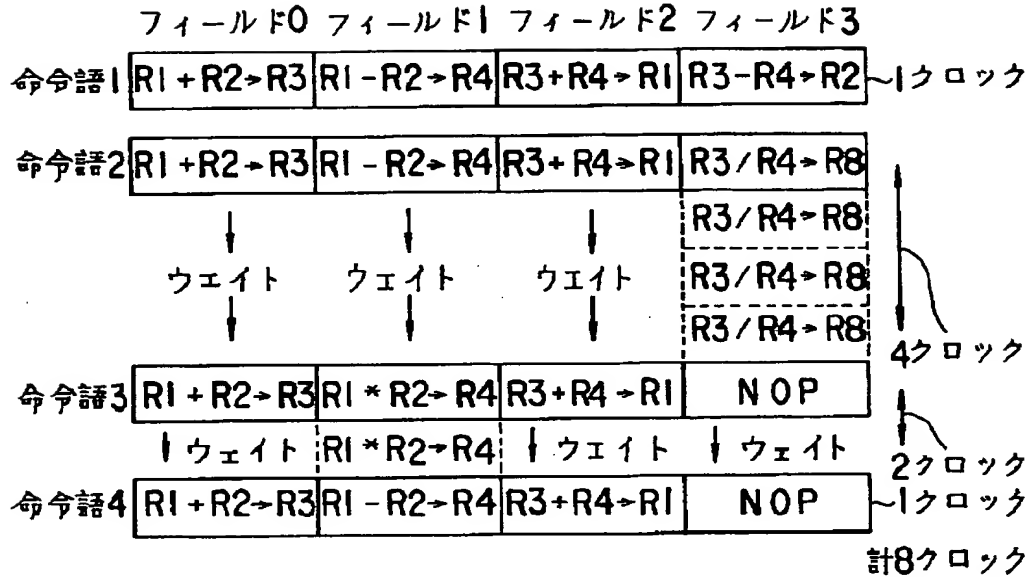 フィールド0 フィールド1 フィールド2 フィールド3
命令語1 R1+R2→R3 R1-R2→R4 R3+R4→R1 R3-R4→R2 1クロック
命令語2 R1+R2→R3 R1-R2→R4 R3+R4→R1 R3/R4→R8
R3/R4→R8
ウェイト ウェイト ウェイト R3/R4→R8
R3/R4→R8
4クロック
命令語3 R1+R2→R3 R1*R2→R4 R3+R4→R1 NOP
ウェイト R1*R2→R4 ウェイト ウェイト
2クロック
命令語4 R1+R2→R3 R1-R2→R4 R3+R4→R1 NOP 1クロック
計8クロック